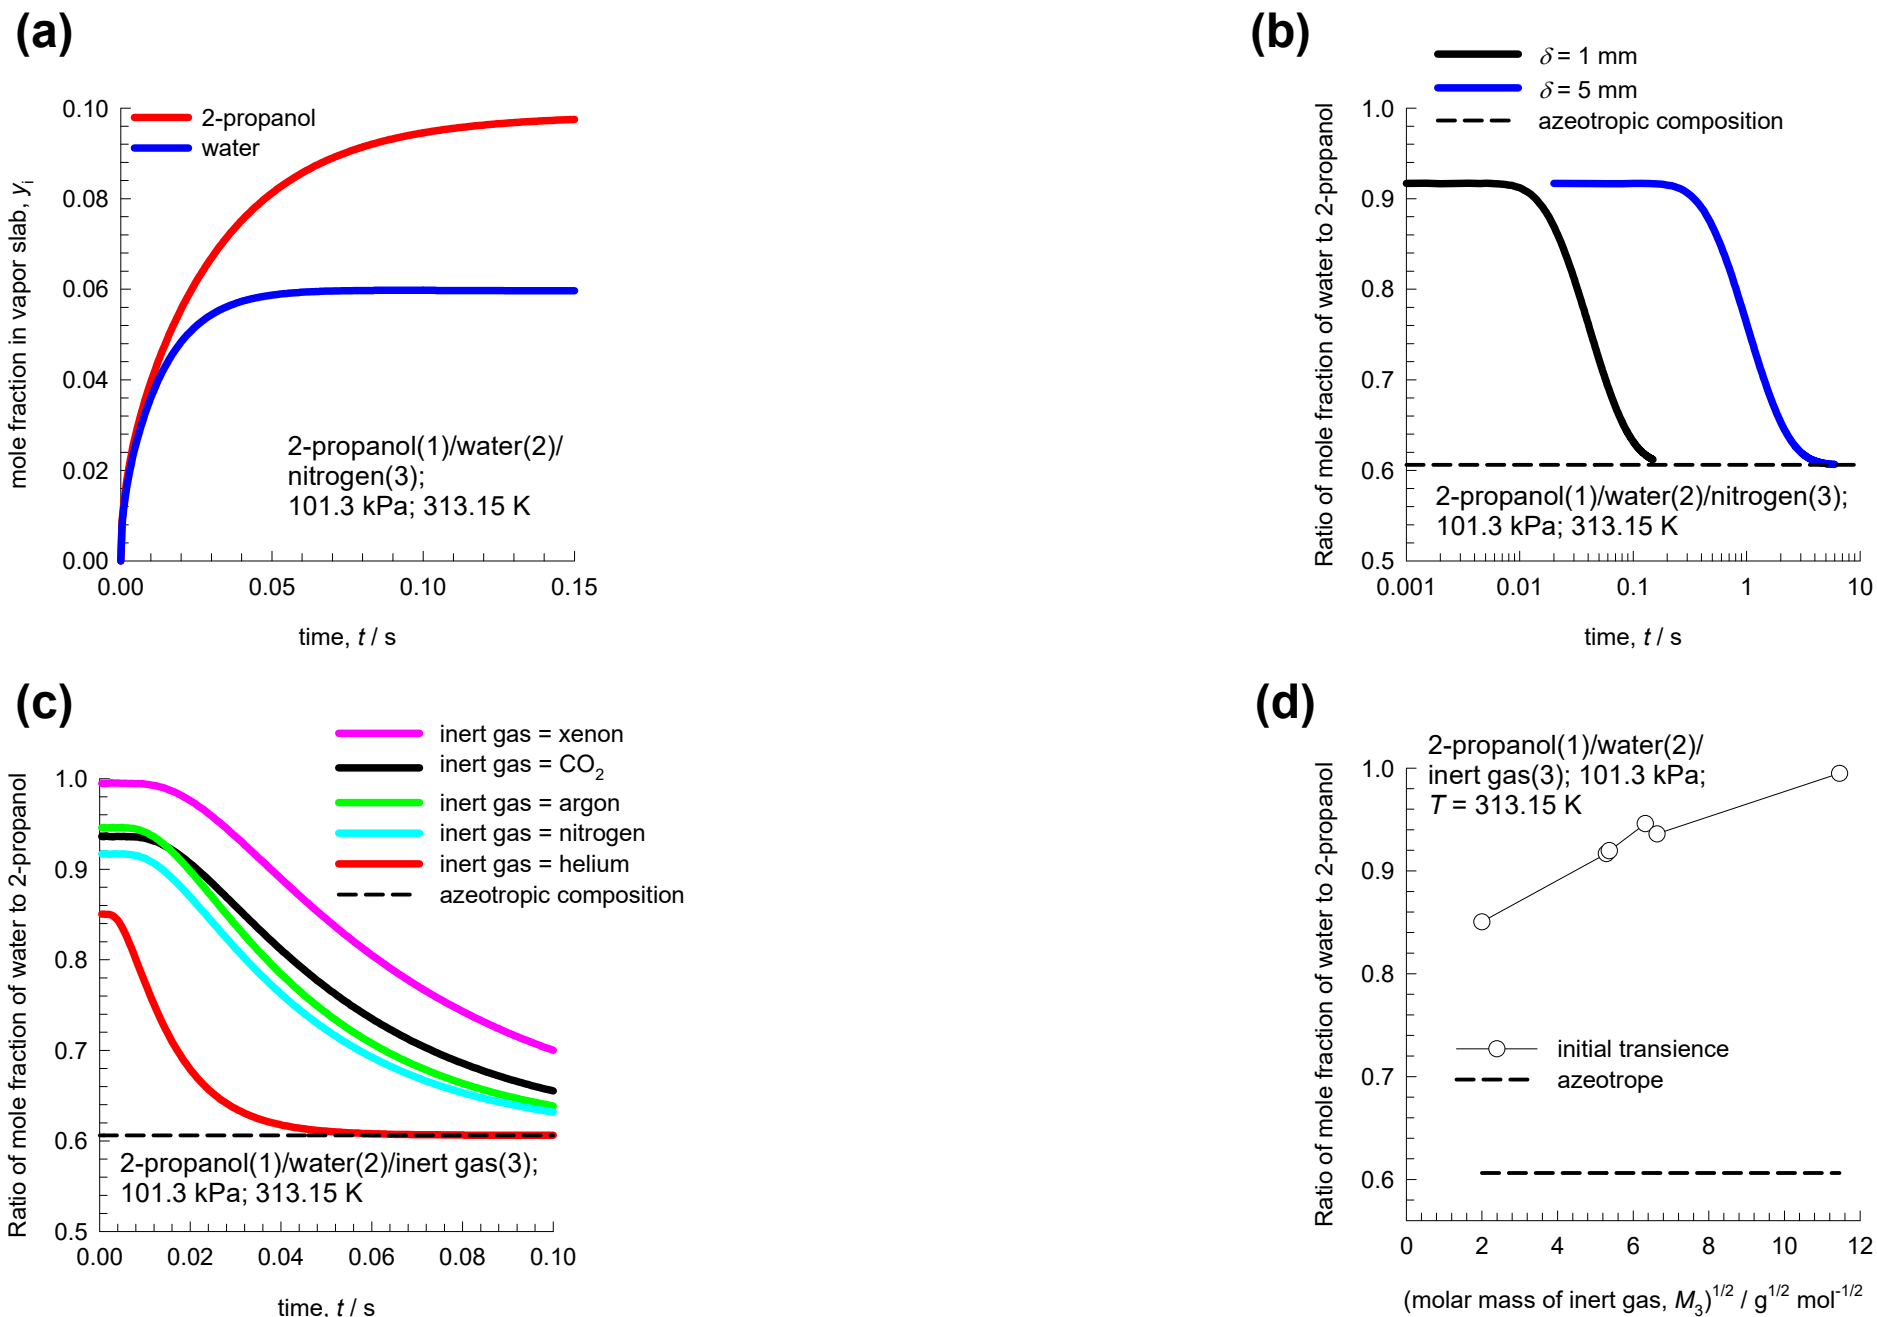 (a)
2-propanol
water
0.10
0.08
0.06
0.04
0.02
0.00
mole fraction in vapor slab, yi
2-propanol(1)/water(2)/
nitrogen(3);
101.3 kPa; 313.15 K
0.00
0.05
0.10
0.15
time, t / s
(b)
δ = 1 mm
δ = 5 mm
azeotropic composition
1.0
0.9
0.8
0.7
0.6
0.5
Ratio of mole fraction of water to 2-propanol
2-propanol(1)/water(2)/nitrogen(3);
101.3 kPa; 313.15 K
0.001
0.01
0.1
1
10
time, t / s
(c)
inert gas = xenon
inert gas = CO2
inert gas = argon
inert gas = nitrogen
inert gas = helium
azeotropic composition
1.0
0.9
0.8
0.7
0.6
0.5
Ratio of mole fraction of water to 2-propanol
2-propanol(1)/water(2)/inert gas(3);
101.3 kPa; 313.15 K
0.00
0.02
0.04
0.06
0.08
0.10
time, t / s
(d)
2-propanol(1)/water(2)/
inert gas(3); 101.3 kPa;
T = 313.15 K
1.0
0.9
0.8
0.7
0.6
Ratio of mole fraction of water to 2-propanol
initial transience
azeotrope
0
2
4
6
8
10
12
(molar mass of inert gas, M3)1/2 / g1/2 mol-1/2